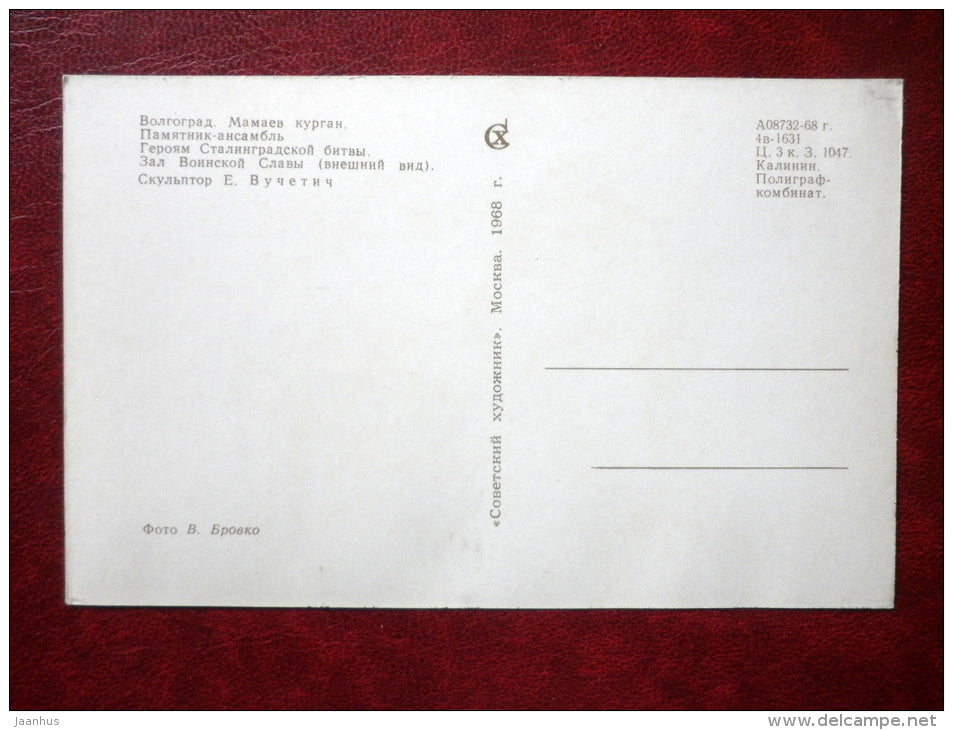 Волгоград. Мамаев курган.
Памятник-ансамбль
Героям Сталинградской битвы.
Зал Воинской Славы (внешний вид).
Скульптор Е. Вучетич
Фото В. Бровко
СХ
«Советский художник». Москва. 1968 г.
А08732-68 г.
4в-1631
Ц. 3 к. З. 1047.
Калинин.
Полиграф-
комбинат.
jaanhus
www.delcampe.net